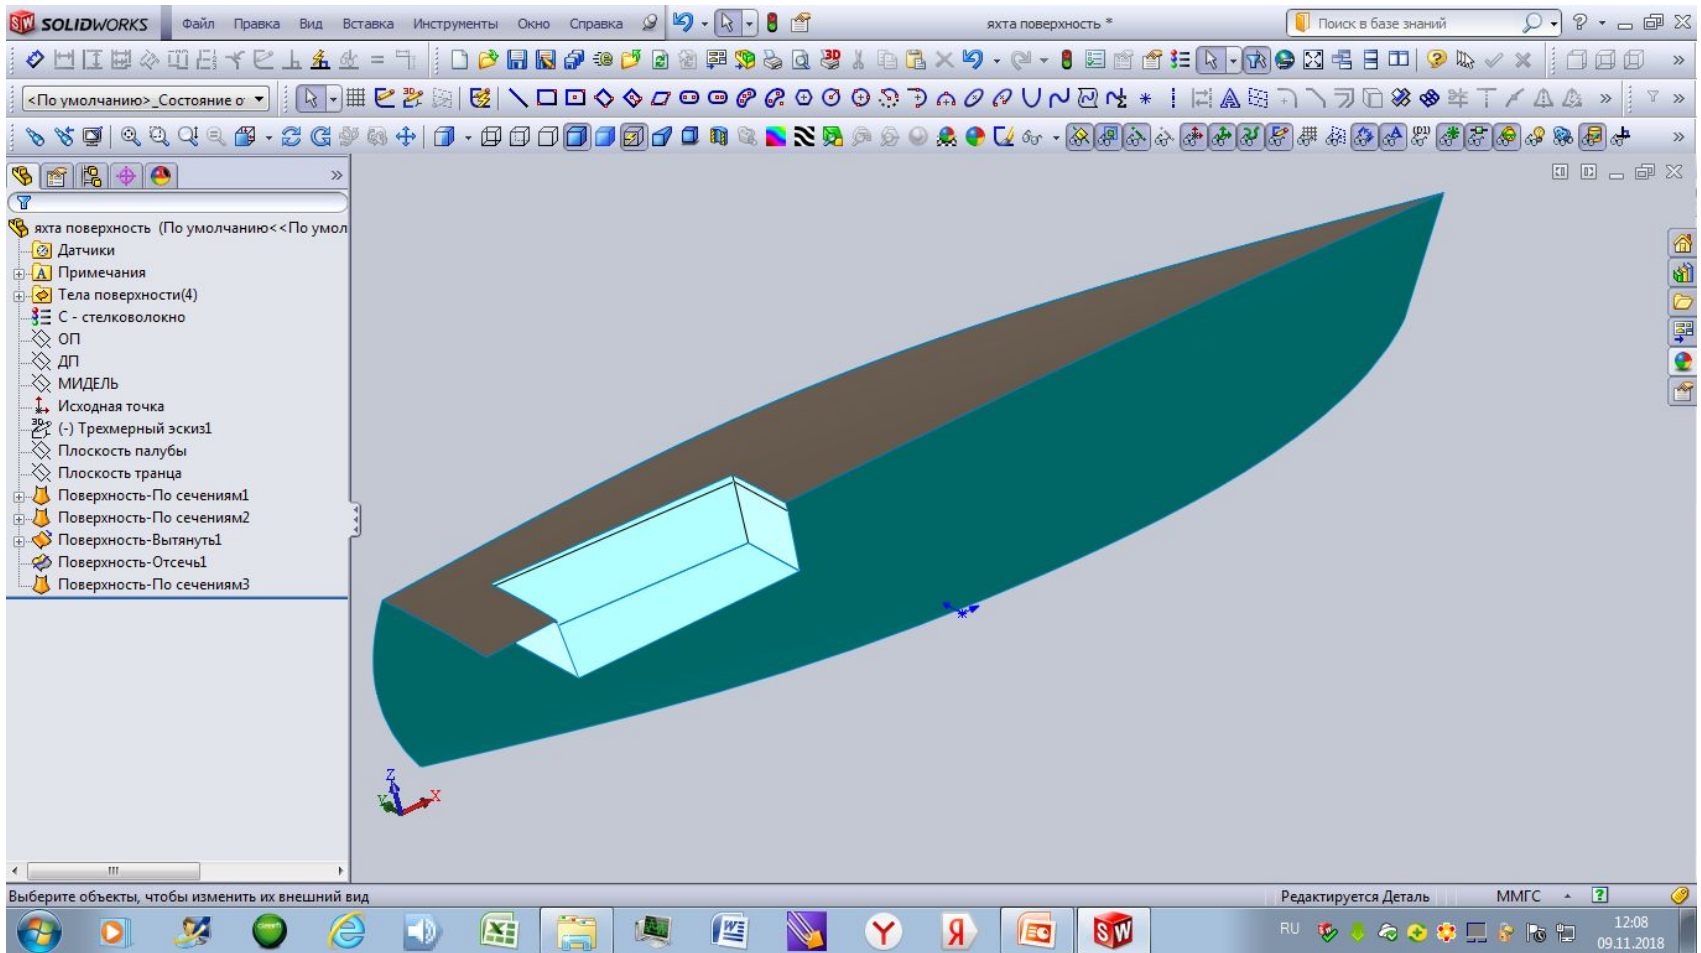 SOLIDWORKS Файл Правка Вид Вставка Инструменты Окно Справка яхта поверхность * Поиск в базе знаний
<По умолчанию>_Состояние о
яхта поверхность (По умолчанию<<По умол
Датчики
Примечания
Тела поверхности(4)
С - стелковолокно
ОП
ДП
МИДЕЛЬ
Исходная точка
(-) Трехмерный эскиз1
Плоскость палубы
Плоскость транца
Поверхность-По сечениям1
Поверхность-По сечениям2
Поверхность-Вытянуть1
Поверхность-Отсечь1
Поверхность-По сечениям3
Z
Y X
Выберите объекты, чтобы изменить их внешний вид Редактируется Деталь ММГС
RU 12:08
09.11.2018